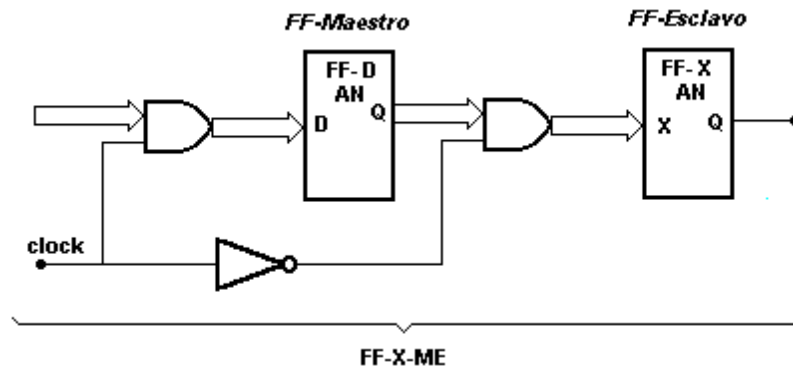 FF-Maestro
FF-Esclavo
FF- D
AN
D
Q
FF- X
AN
X
Q
clock
FF-X-ME